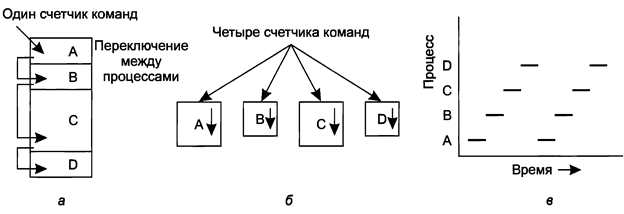 Один счетчик команд
A
B
C
D
Переключение
между
процессами
а
Четыре счетчика команд
A
B
C
D
б
Процесс
D
C
B
A
Время
в